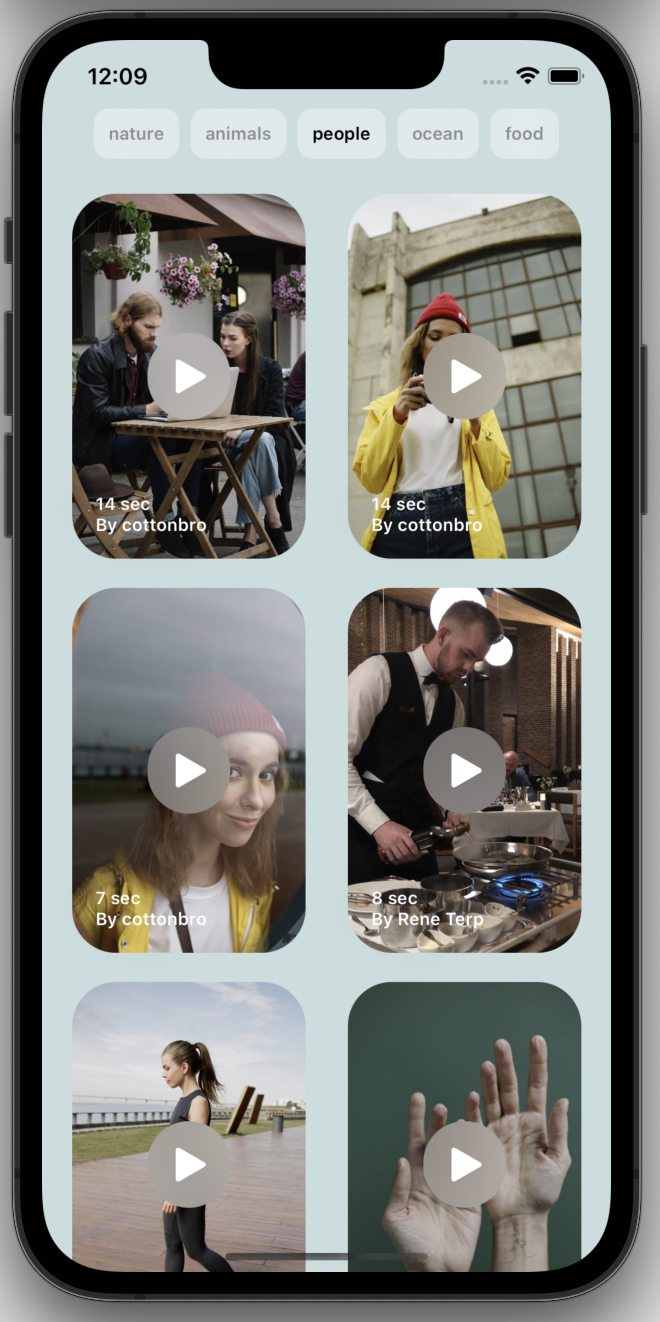 12:09
nature animals people ocean food
14 sec
By cottonbro
14 sec
By cottonbro
7 sec
By cottonbro
8 sec
By Rene Terp